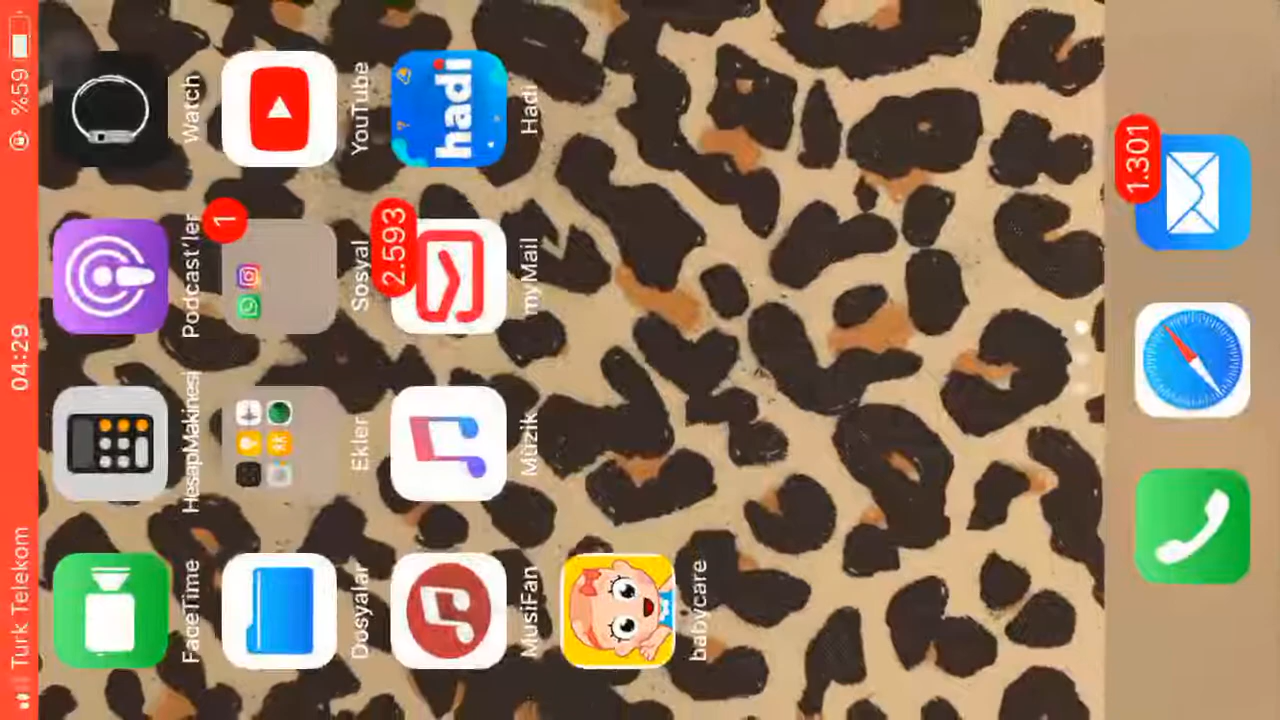 Türk Telekom 04:29 %59
FaceTime HesapMakinesi Podcast'ler Watch
1
Dosyalar Ekler Sosyal YouTube
2.593
hadi
MusiFan Müzik myMail Hadi
babycare
1.301